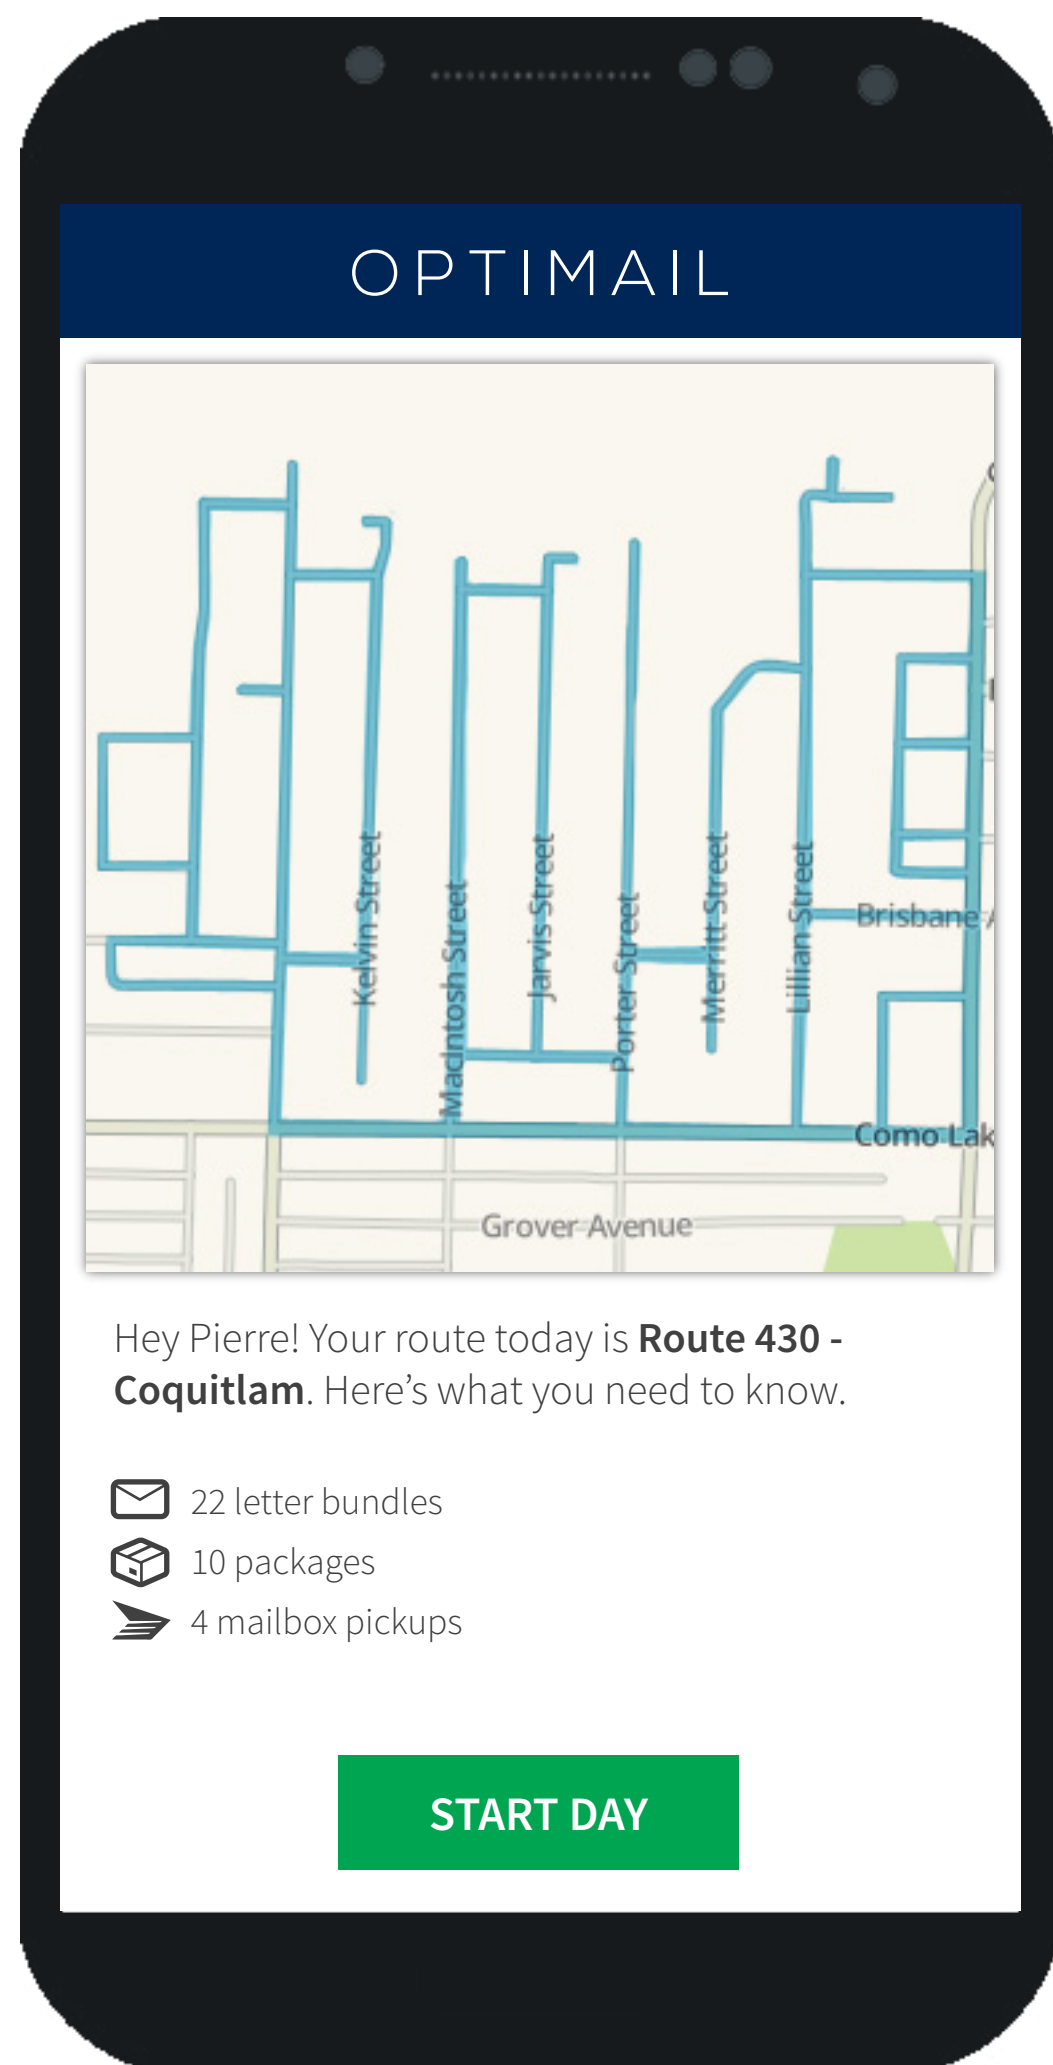 OPTIMAIL
Kelvin Street
MacIntosh Street
Jarvis Street
Porter Street
Merritt Street
Lillian Street
Brisbane
Como Lak
Grover Avenue
Hey Pierre! Your route today is Route 430 -
Coquitlam. Here’s what you need to know.
22 letter bundles
10 packages
4 mailbox pickups
START DAY